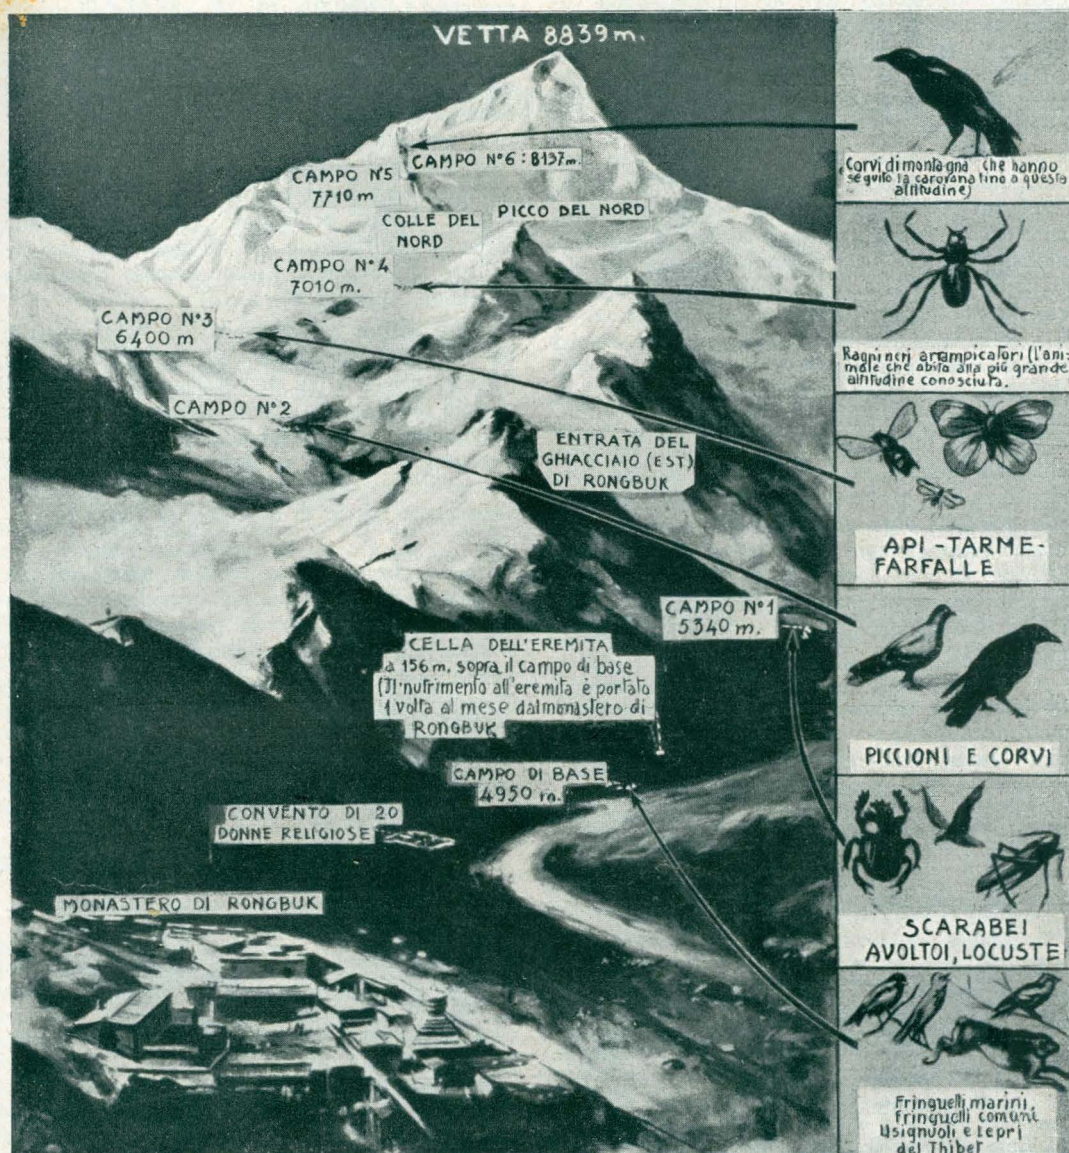 VETTA 8839 m.
CAMPO N°6 : 8137 m.
CAMPO N°5
7710 m
COLLE DEL
NORD
PICCO DEL NORD
CAMPO N°4
7010 m.
CAMPO N°3
6400 m
CAMPO N°2
ENTRATA DEL
GHIACCIAIO (EST)
DI RONGBUK
CAMPO N°1
5340 m.
CELLA DELL'EREMITA
a 156 m. sopra il campo di base
(Il nutrimento all'eremita è portato
1 volta al mese dal monastero di
RONGBUK
CAMPO DI BASE
4950 m.
CONVENTO DI 20
DONNE RELIGIOSE
MONASTERO DI RONGBUK
Corvi di montagna che hanno
seguito la carovana fino a questa
altitudine)
Ragni neri arrampicatori (l'ani-
male che abita alla più grande
altitudine conosciuta.
API - TARME -
FARFALLE
PICCIONI E CORVI
SCARABEI
AVOLTOI, LOCUSTE
Fringuelli marini,
Fringuelli comuni
Usignuoli e lepri
del Thibet